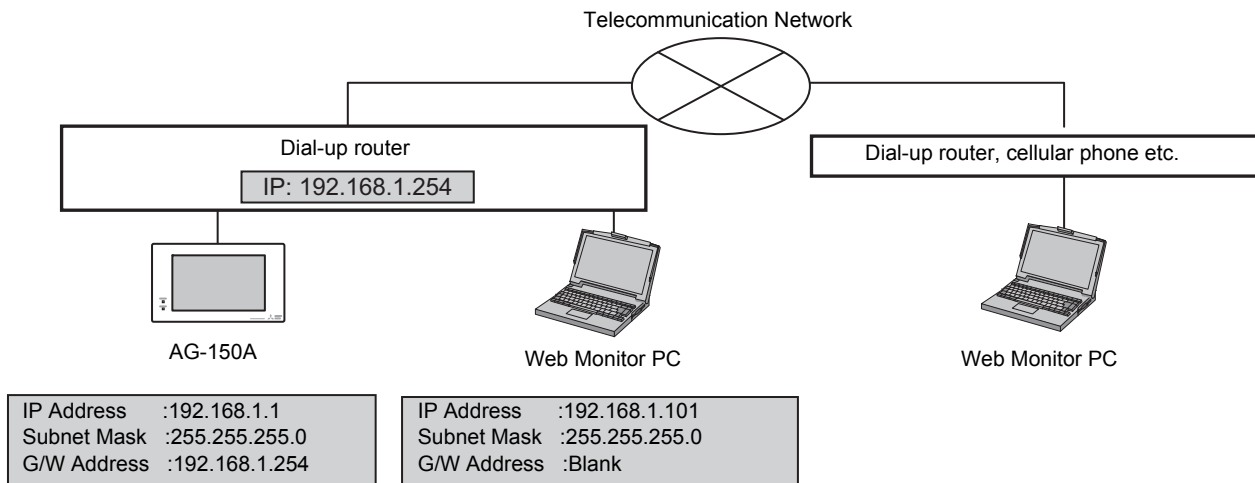 Telecommunication Network
Dial-up router
IP: 192.168.1.254
Dial-up router, cellular phone etc.
AG-150A
Web Monitor PC
Web Monitor PC
IP Address :192.168.1.1
Subnet Mask :255.255.255.0
G/W Address :192.168.1.254
IP Address :192.168.1.101
Subnet Mask :255.255.255.0
G/W Address :Blank